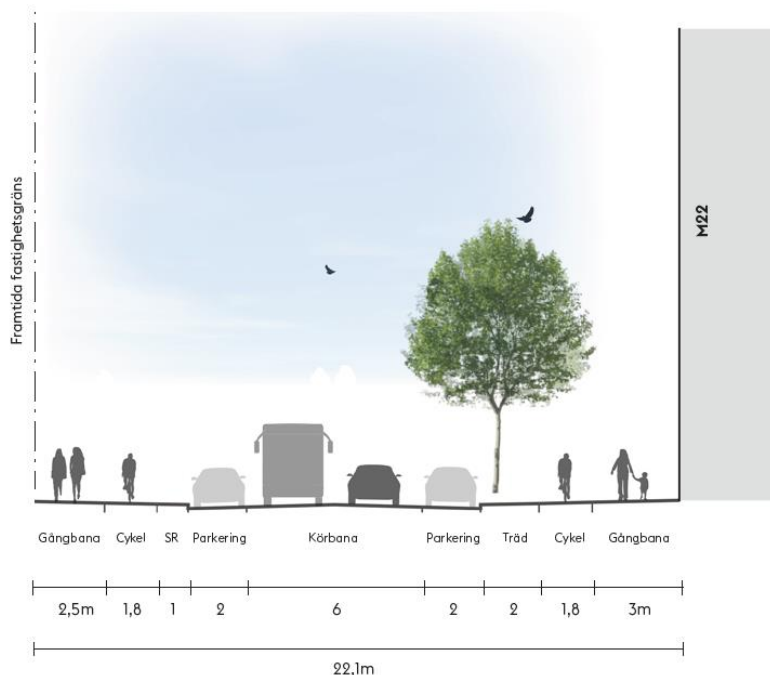 Framtida fastighetsgräns
M22
Gångbana Cykel SR Parkering Körbana Parkering Träd Cykel Gångbana
2,5m 1,8 1 2 6 2 2 1,8 3m
22,1m